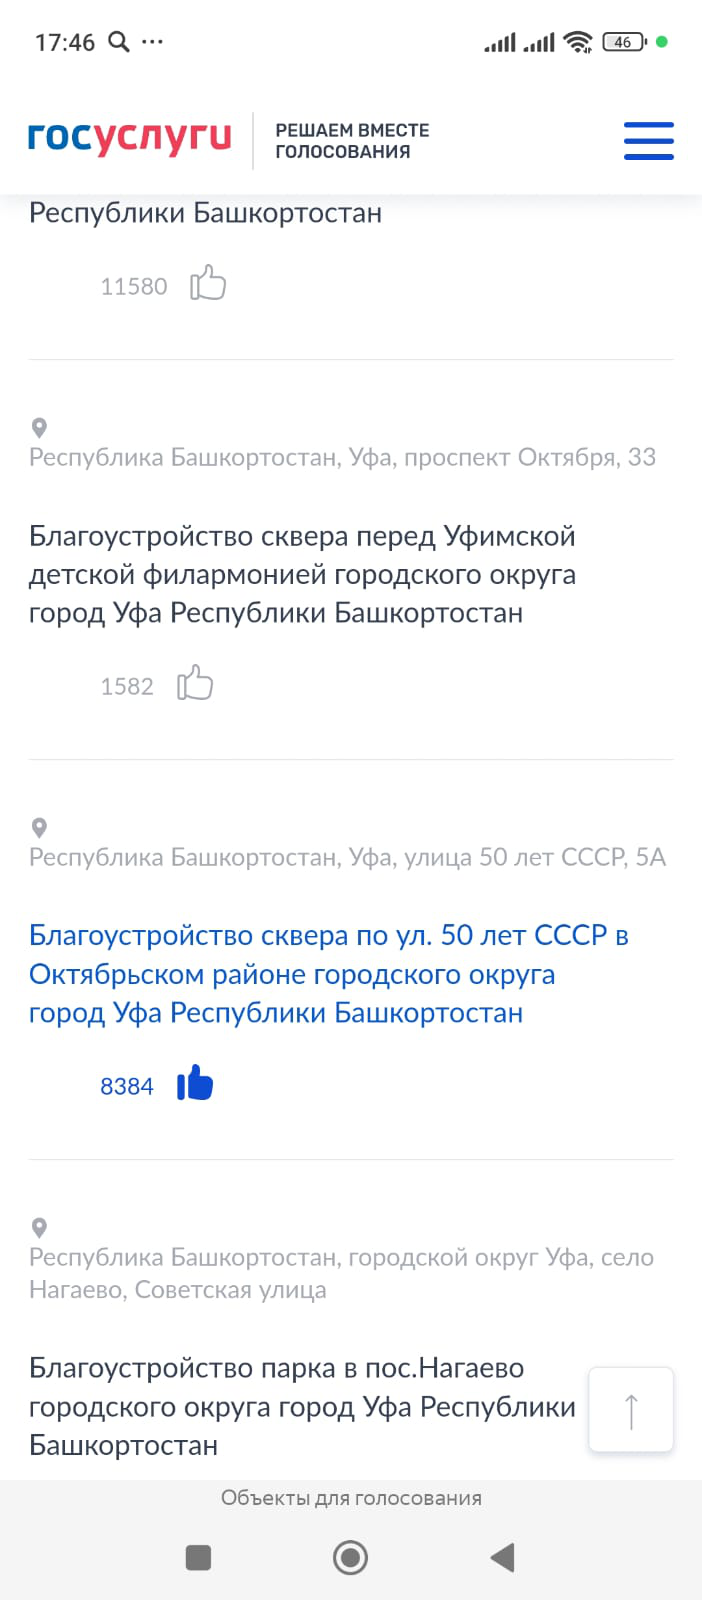 17:46
46
госуслуги
РЕШАЕМ ВМЕСТЕ
ГОЛОСОВАНИЯ
Республики Башкортостан
11580
Республика Башкортостан, Уфа, проспект Октября, 33
Благоустройство сквера перед Уфимской
детской филармонией городского округа
город Уфа Республики Башкортостан
1582
Республика Башкортостан, Уфа, улица 50 лет СССР, 5А
Благоустройство сквера по ул. 50 лет СССР в
Октябрьском районе городского округа
город Уфа Республики Башкортостан
8384
Республика Башкортостан, городской округ Уфа, село
Нагаево, Советская улица
Благоустройство парка в пос.Нагаево
городского округа город Уфа Республики
Башкортостан
Объекты для голосования